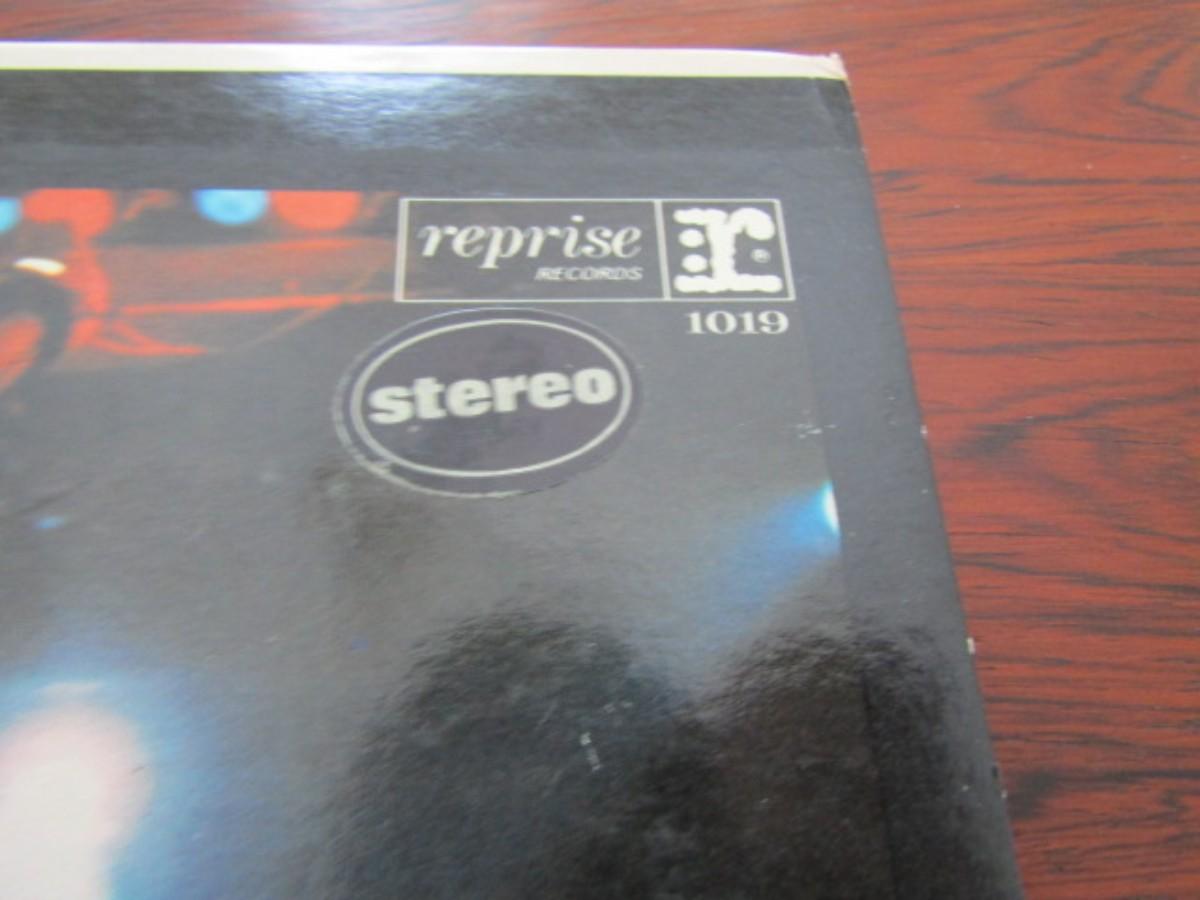 reprise
RECORDS
r®
1019
stereo